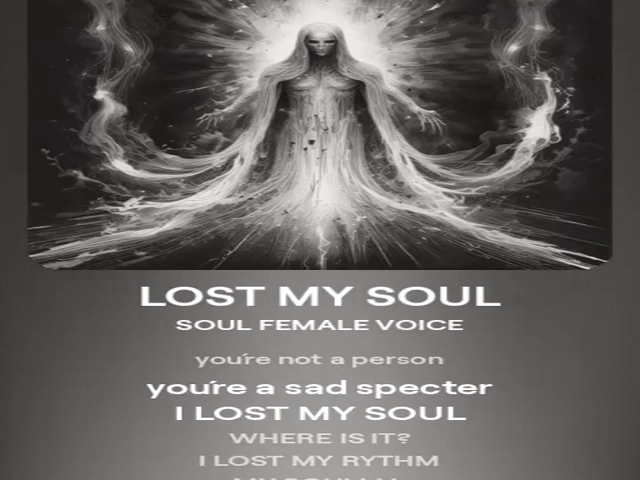 LOST MY SOUL
SOUL FEMALE VOICE
you're not a person
you're a sad specter
I LOST MY SOUL
WHERE IS IT?
I LOST MY RYTHM